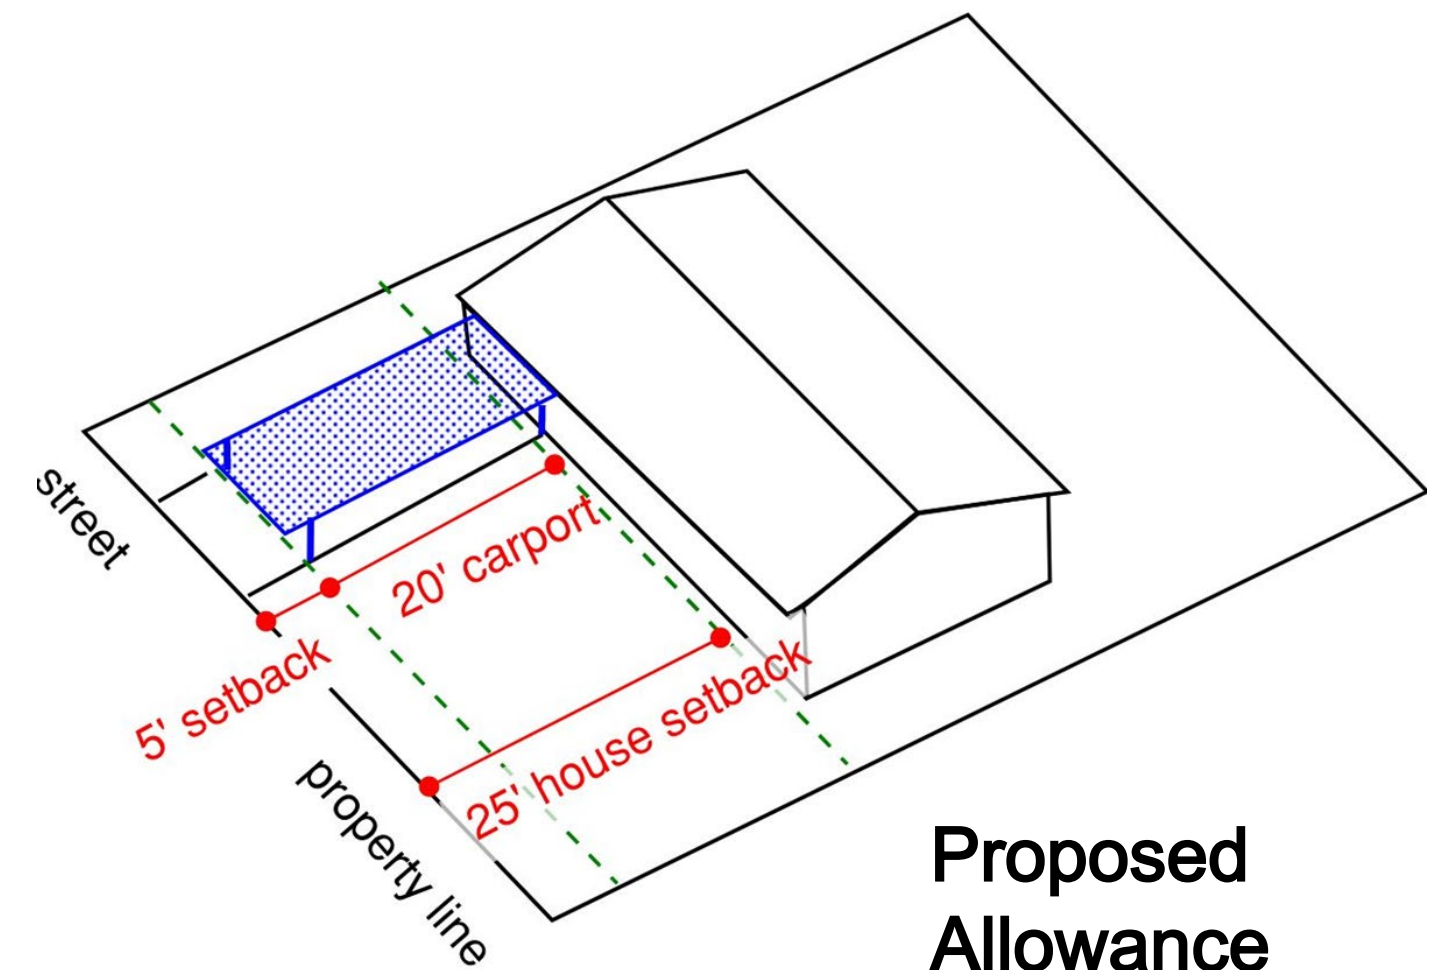 street
20' carport
5' setback
25' house setback
property line
Proposed
Allowance